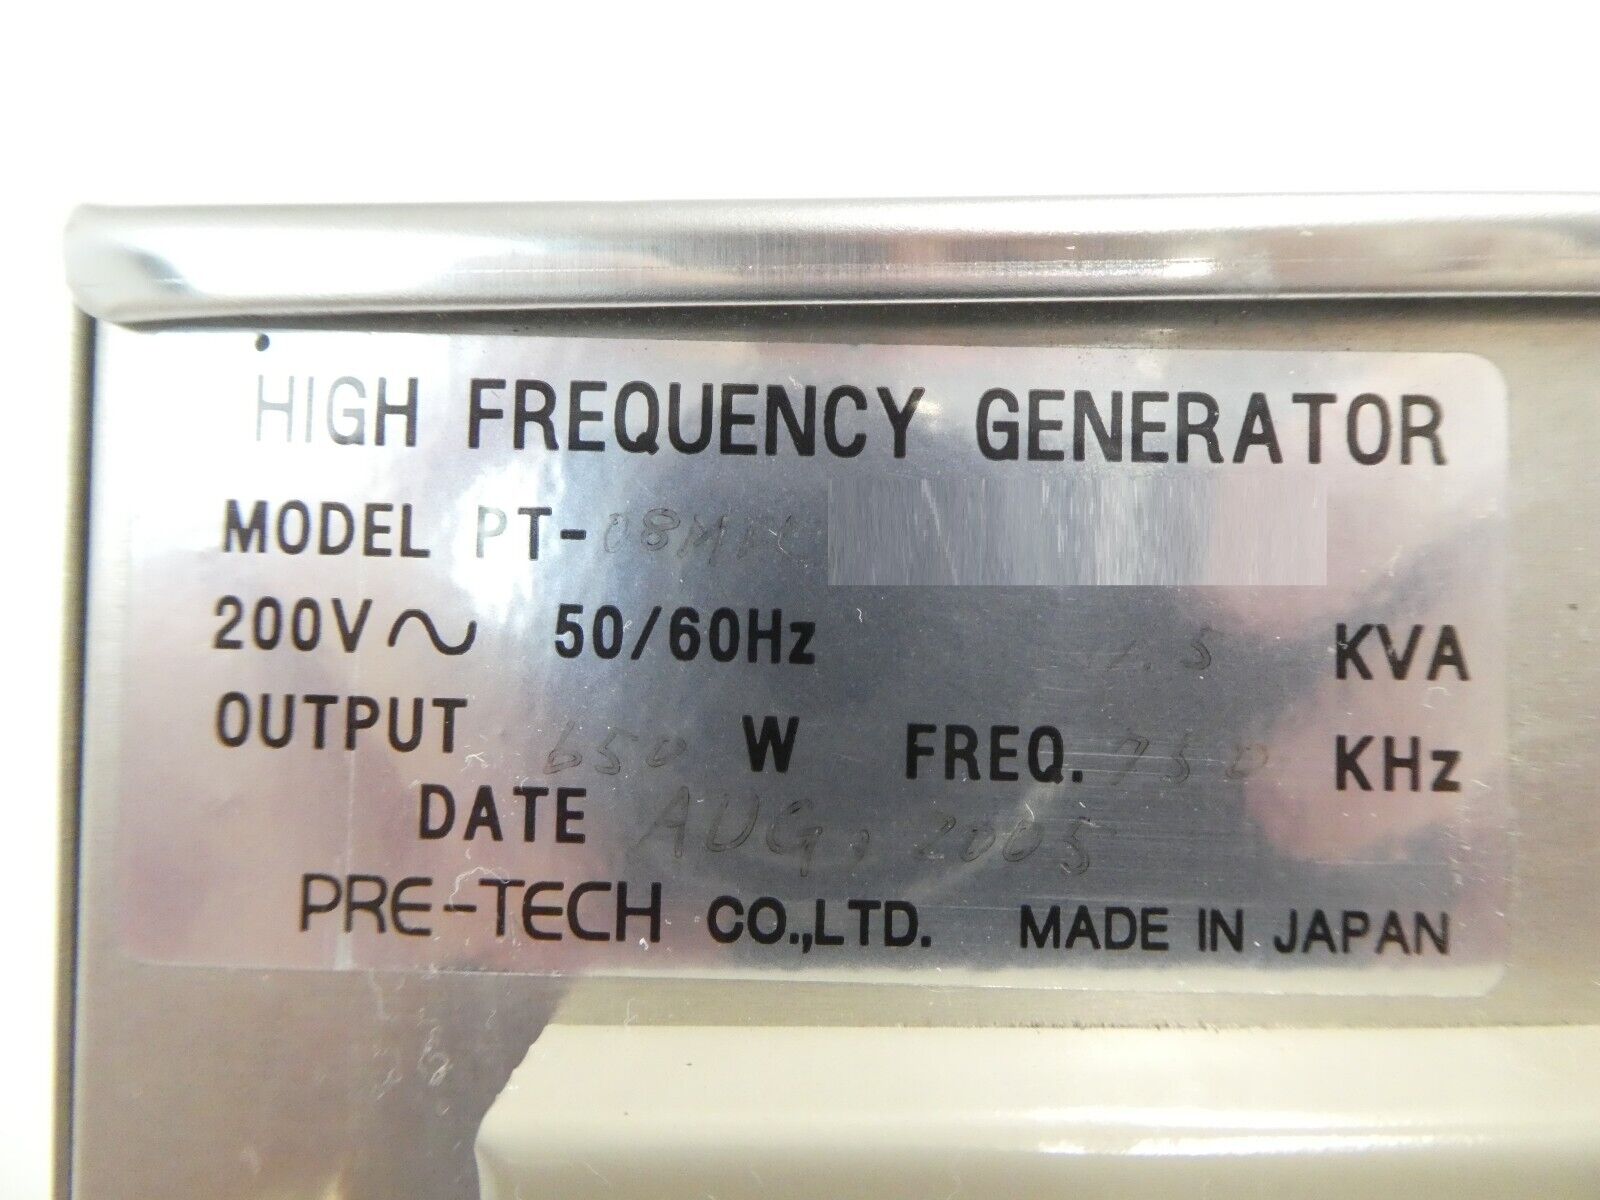 HIGH FREQUENCY GENERATOR
MODEL PT-
200V~ 50/60Hz KVA
OUTPUT 650 W FREQ. KHz
DATE AUG, 2005
PRE-TECH CO.,LTD. MADE IN JAPAN